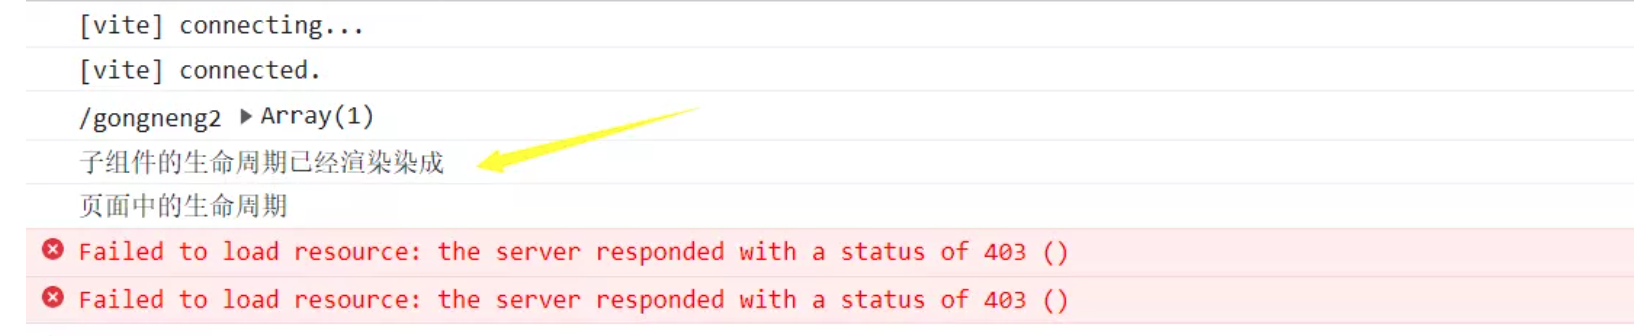 [vite] connecting...
[vite] connected.
/gongneng2 ▶Array(1)
子组件的生命周期已经渲染染成
页面中的生命周期
Failed to load resource: the server responded with a status of 403 ()
Failed to load resource: the server responded with a status of 403 ()